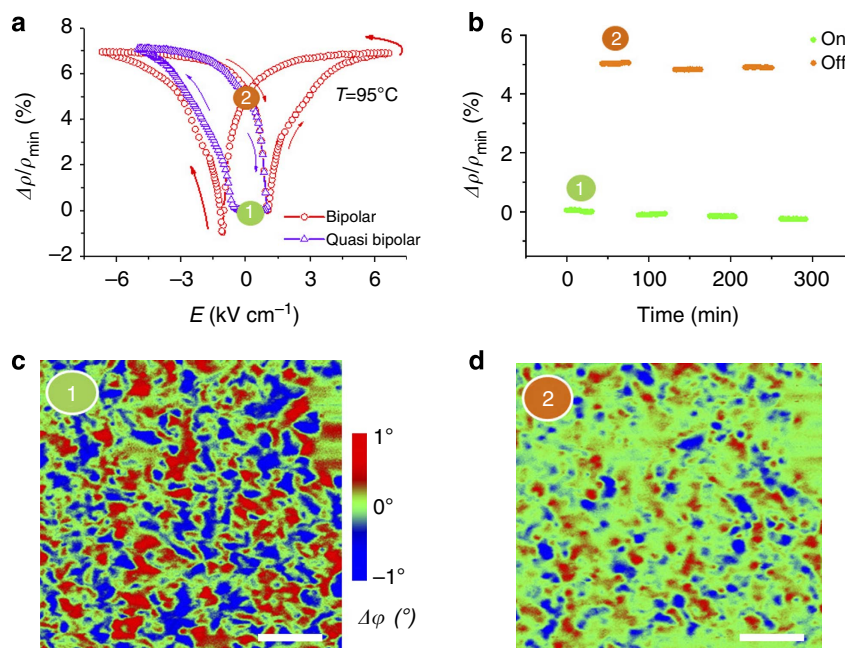 a
8
6
4
2
0
−2
Δρ/ρmin (%)
2
T=95°C
1
Bipolar
Quasi bipolar
−6
−3
0
3
6
E (kV cm−1)
b
6
4
2
0
Δρ/ρmin (%)
2
1
On
Off
0
100
200
300
Time (min)
c
1
1°
0°
−1°
Δφ (°)
d
2